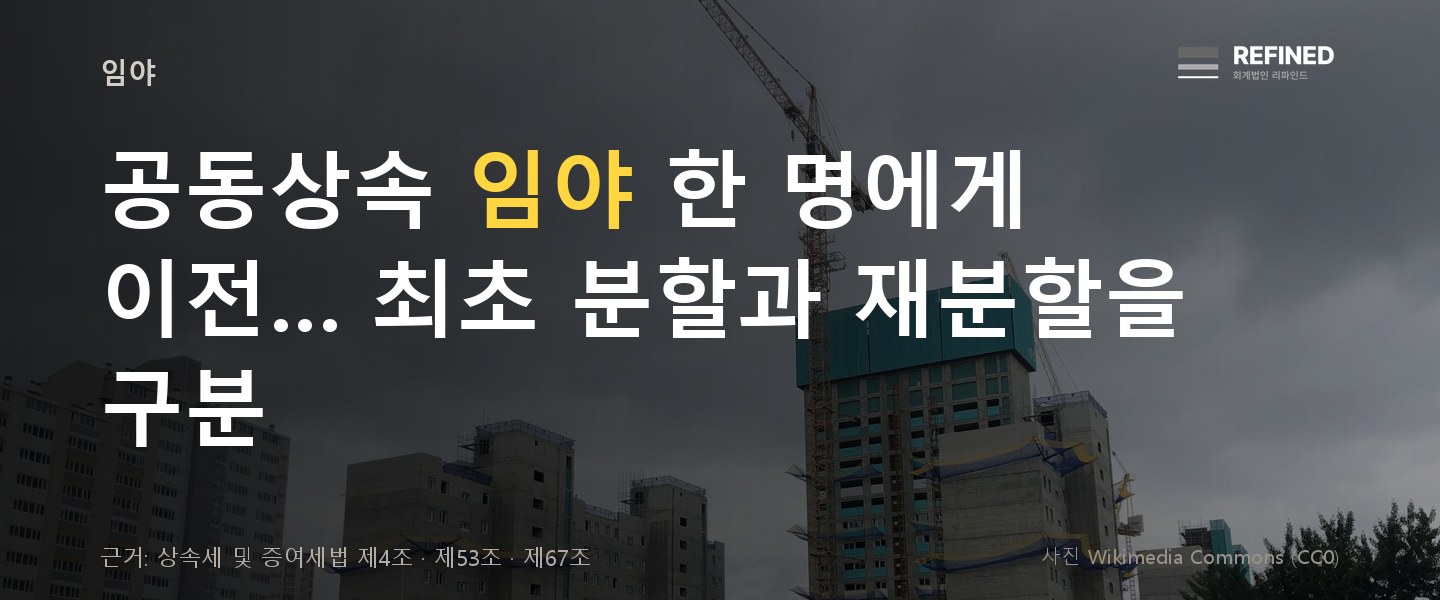 임야
REFINED
회계법인 리파인드
공동상속 임야 한 명에게
이전... 최초 분할과 재분할을
구분
근거: 상속세 및 증여세법 제4조 · 제53조 · 제67조
사진 Wikimedia Commons (CC0)